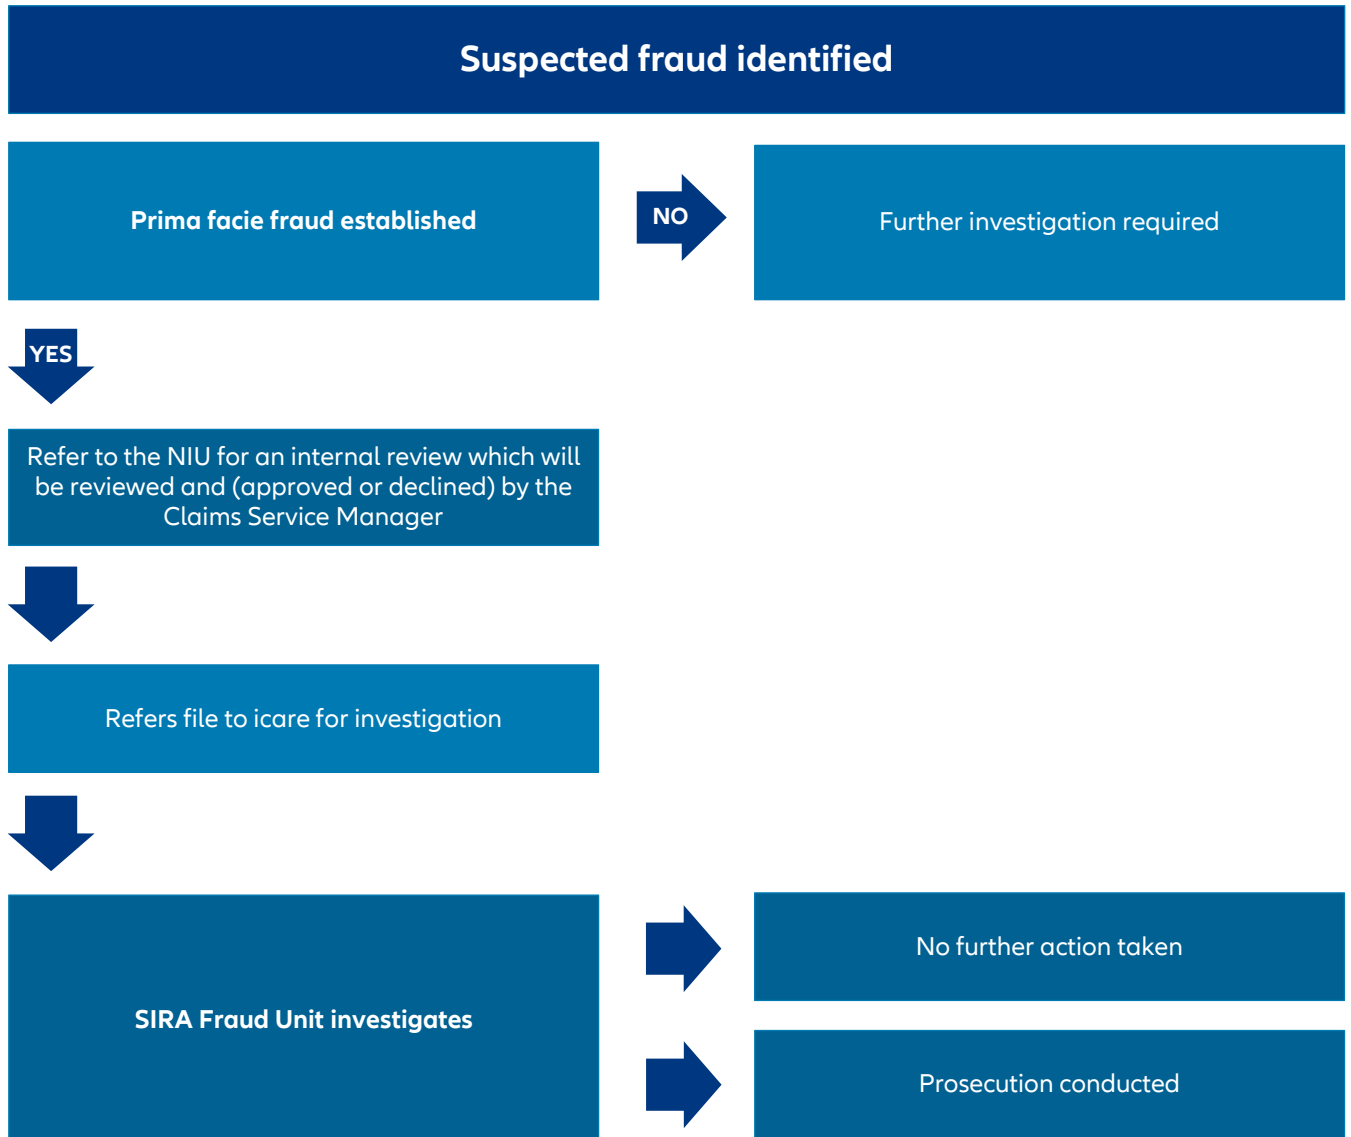 Suspected fraud identified
Prima facie fraud established
NO
Further investigation required
YES
Refer to the NIU for an internal review which will
be reviewed and (approved or declined) by the
Claims Service Manager
Refers file to icare for investigation
SIRA Fraud Unit investigates
No further action taken
Prosecution conducted